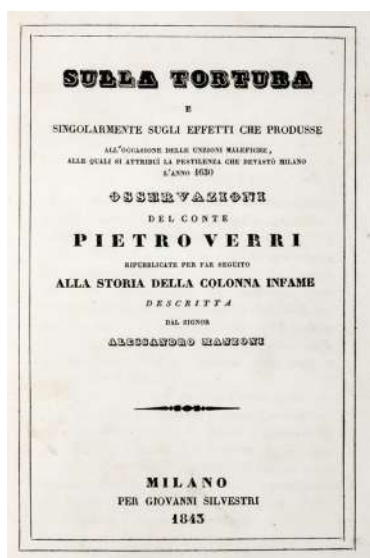 SULLA TORTURA
E
SINGOLARMENTE SUGLI EFFETTI CHE PRODUSSE
ALL'OCCASIONE DELLE UNZIONI MALEFICHE,
ALLE QUALI SI ATTRIBUÌ LA PESTILENZA CHE DEVASTÒ MILANO
L'ANNO 1630
OSSERVAZIONI
DEL CONTE
PIETRO VERRI
RIPUBBLICATE PER FAR SEGUITO
ALLA STORIA DELLA COLONNA INFAME
DESCRITTA
DAL SIGNOR
ALESSANDRO MANZONI
MILANO
PER GIOVANNI SILVESTRI
1843